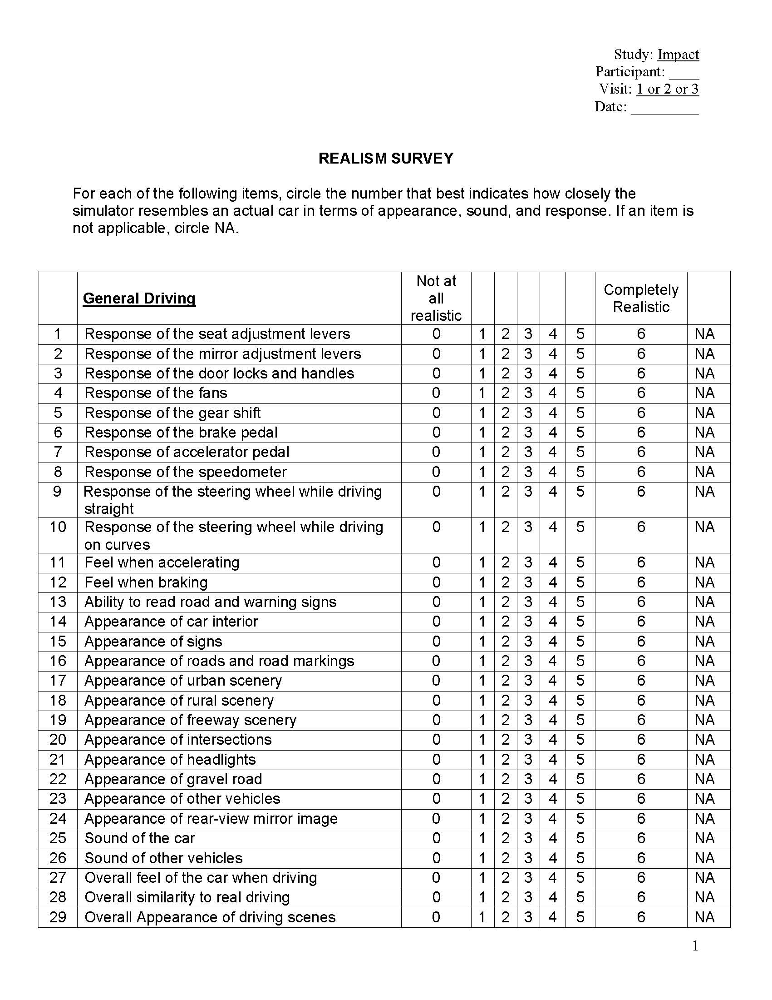 Study: Impact
Participant: ____
Visit: 1 or 2 or 3
Date: _________
REALISM SURVEY
For each of the following items, circle the number that best indicates how closely the
simulator resembles an actual car in terms of appearance, sound, and response. If an item is
not applicable, circle NA.
General Driving
Not at
all
realistic
Completely
Realistic
1 Response of the seat adjustment levers 0 1 2 3 4 5 6 NA
2 Response of the mirror adjustment levers 0 1 2 3 4 5 6 NA
3 Response of the door locks and handles 0 1 2 3 4 5 6 NA
4 Response of the fans 0 1 2 3 4 5 6 NA
5 Response of the gear shift 0 1 2 3 4 5 6 NA
6 Response of the brake pedal 0 1 2 3 4 5 6 NA
7 Response of accelerator pedal 0 1 2 3 4 5 6 NA
8 Response of the speedometer 0 1 2 3 4 5 6 NA
9 Response of the steering wheel while driving 0 1 2 3 4 5 6 NA
straight
10 Response of the steering wheel while driving 0 1 2 3 4 5 6 NA
on curves
11 Feel when accelerating 0 1 2 3 4 5 6 NA
12 Feel when braking 0 1 2 3 4 5 6 NA
13 Ability to read road and warning signs 0 1 2 3 4 5 6 NA
14 Appearance of car interior 0 1 2 3 4 5 6 NA
15 Appearance of signs 0 1 2 3 4 5 6 NA
16 Appearance of roads and road markings 0 1 2 3 4 5 6 NA
17 Appearance of urban scenery 0 1 2 3 4 5 6 NA
18 Appearance of rural scenery 0 1 2 3 4 5 6 NA
19 Appearance of freeway scenery 0 1 2 3 4 5 6 NA
20 Appearance of intersections 0 1 2 3 4 5 6 NA
21 Appearance of headlights 0 1 2 3 4 5 6 NA
22 Appearance of gravel road 0 1 2 3 4 5 6 NA
23 Appearance of other vehicles 0 1 2 3 4 5 6 NA
24 Appearance of rear-view mirror image 0 1 2 3 4 5 6 NA
25 Sound of the car 0 1 2 3 4 5 6 NA
26 Sound of other vehicles 0 1 2 3 4 5 6 NA
27 Overall feel of the car when driving 0 1 2 3 4 5 6 NA
28 Overall similarity to real driving 0 1 2 3 4 5 6 NA
29 Overall Appearance of driving scenes 0 1 2 3 4 5 6 NA
1